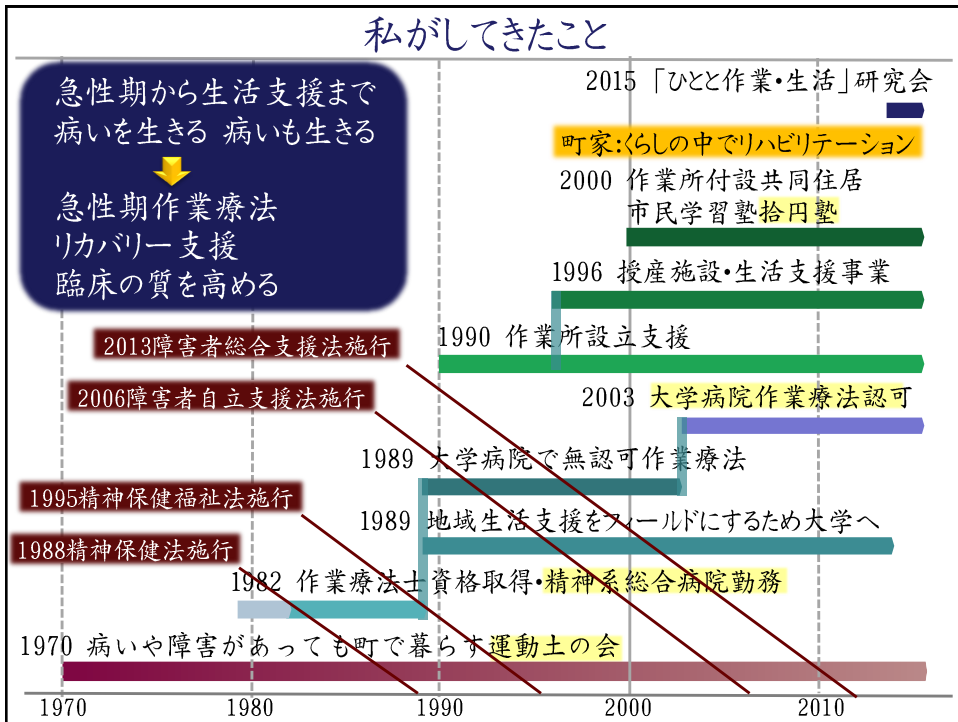 私がしてきたこと
急性期から生活支援まで
病いを生きる 病いも生きる
急性期作業療法
リカバリー支援
臨床の質を高める
2015 「ひとと作業・生活」研究会
町家:くらしの中でリハビリテーション
2000 作業所付設共同住居
市民学習塾拾円塾
1996 授産施設・生活支援事業
2013障害者総合支援法施行
1990 作業所設立支援
2006障害者自立支援法施行
2003 大学病院作業療法認可
1989 大学病院で無認可作業療法
1995精神保健福祉法施行
1989 地域生活支援をフィールドにするため大学へ
1988精神保健法施行
1982 作業療法士資格取得・精神系総合病院勤務
1970 病いや障害があっても町で暮らす運動土の会
1970 1980 1990 2000 2010